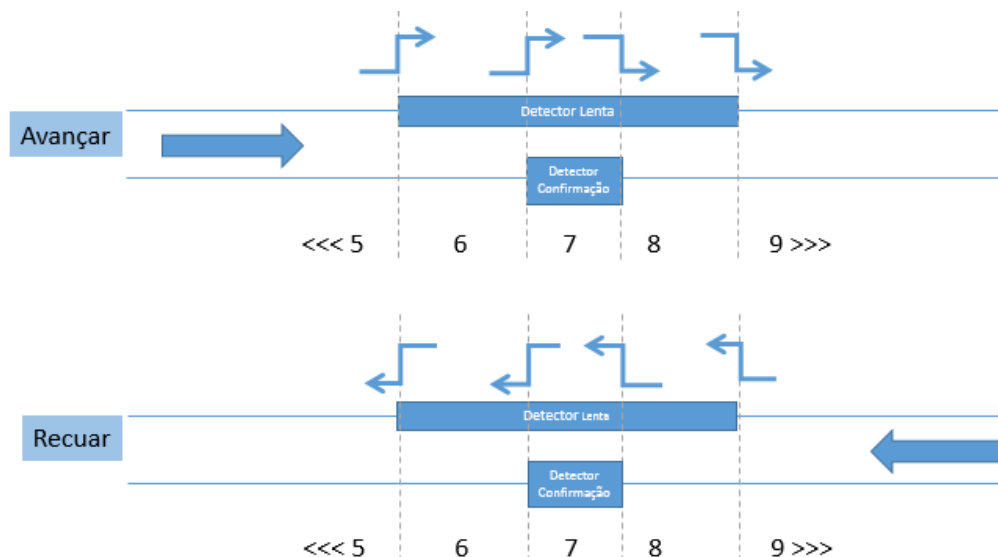 Detector Lenta
Avançar
Detector
Confirmação
<<< 5 6 7 8 9 >>>
Detector Lenta
Recuar
Detector
Confirmação
<<< 5 6 7 8 9 >>>